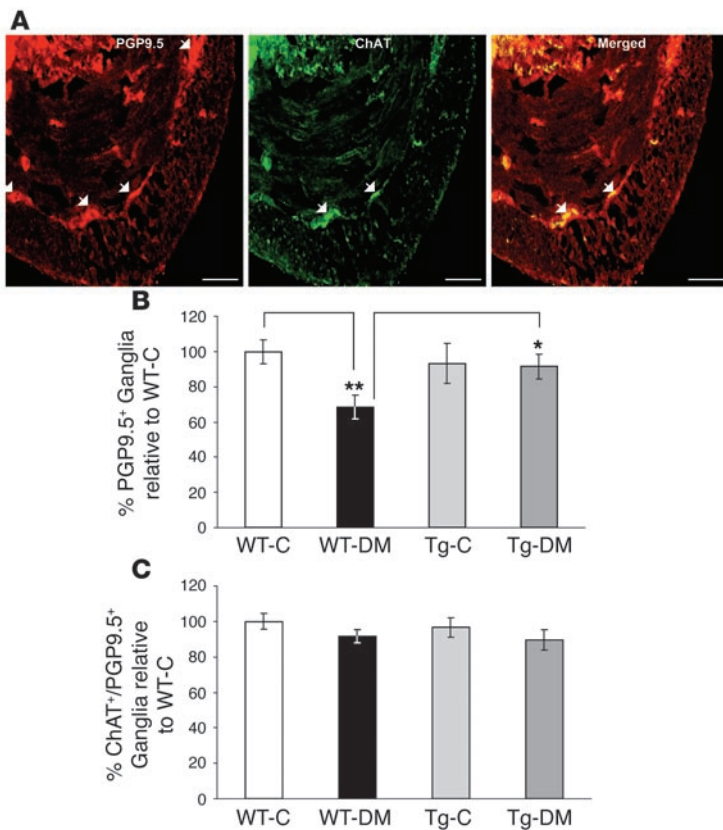 A
PGP9.5
ChAT
Merged
B
% PGP9.5⁺ Ganglia
relative to WT-C
120
100
80
60
40
20
0
**
*
WT-C WT-DM Tg-C Tg-DM
C
% ChAT⁺/PGP9.5⁺
Ganglia relative
to WT-C
120
100
80
60
40
20
0
WT-C WT-DM Tg-C Tg-DM